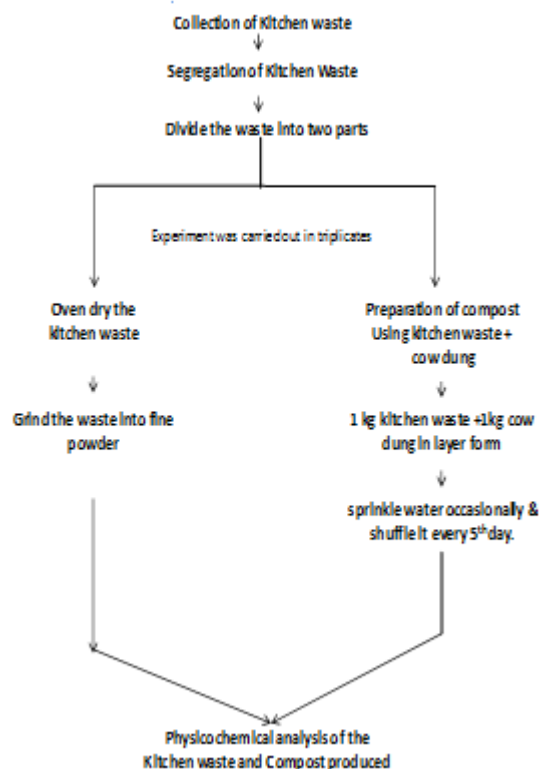 Collection of Kitchen waste
Segregation of Kitchen Waste
Divide the waste into two parts
Experiment was carried out in triplicates
Oven dry the
kitchen waste
Grind the waste into fine
powder
Preparation of compost
Using kitchen waste +
cow dung
1 kg kitchen waste +1kg cow
dung in layer form
sprinkle water occasionally &
shuffle it every 5th day.
Physicochemical analysis of the
Kitchen waste and Compost produced